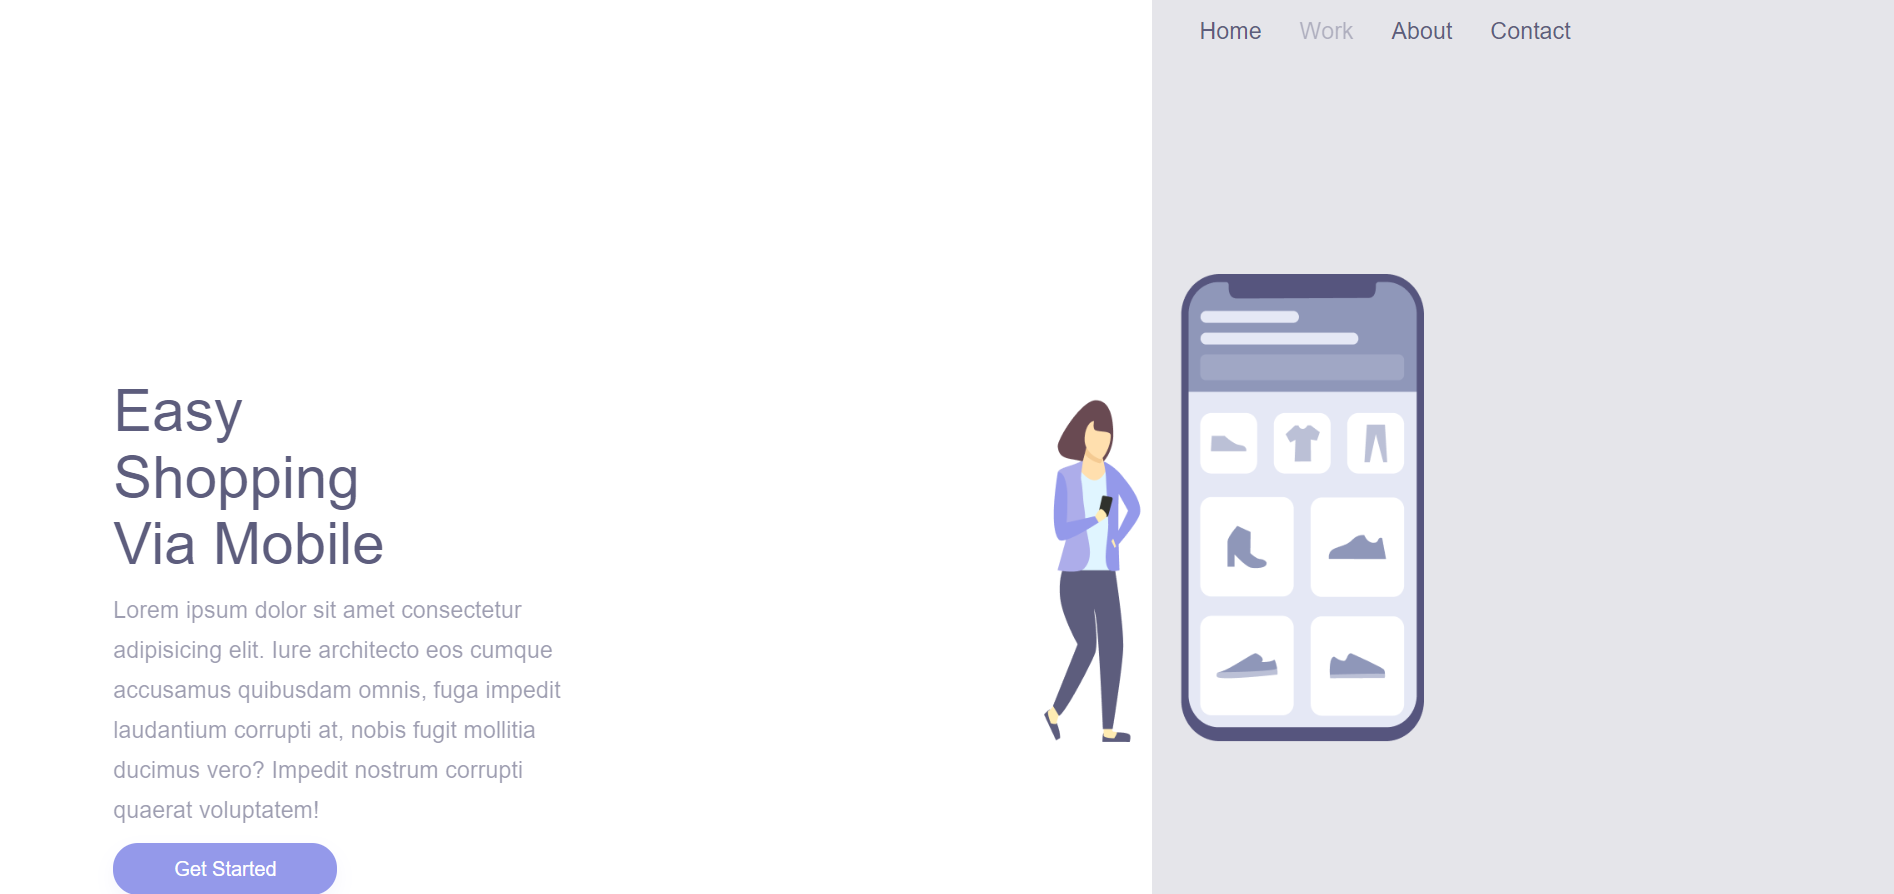 Home Work About Contact
Easy
Shopping
Via Mobile
Lorem ipsum dolor sit amet consectetur
adipisicing elit. Iure architecto eos cumque
accusamus quibusdam omnis, fuga impedit
laudantium corrupti at, nobis fugit mollitia
ducimus vero? Impedit nostrum corrupti
quaerat voluptatem!
Get Started